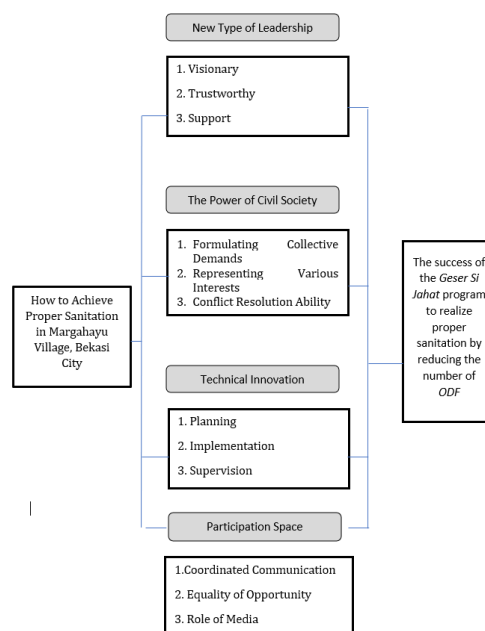 New Type of Leadership
1. Visionary
2. Trustworthy
3. Support
The Power of Civil Society
1. Formulating Collective
Demands
2. Representing Various
Interests
3. Conflict Resolution Ability
How to Achieve
Proper Sanitation
in Margahayu
Village, Bekasi
City
The success of
the Geser Si
Jahat program
to realize
proper
sanitation by
reducing the
number of
ODF
Technical Innovation
1. Planning
2. Implementation
3. Supervision
Participation Space
1.Coordinated Communication
2. Equality of Opportunity
3. Role of Media